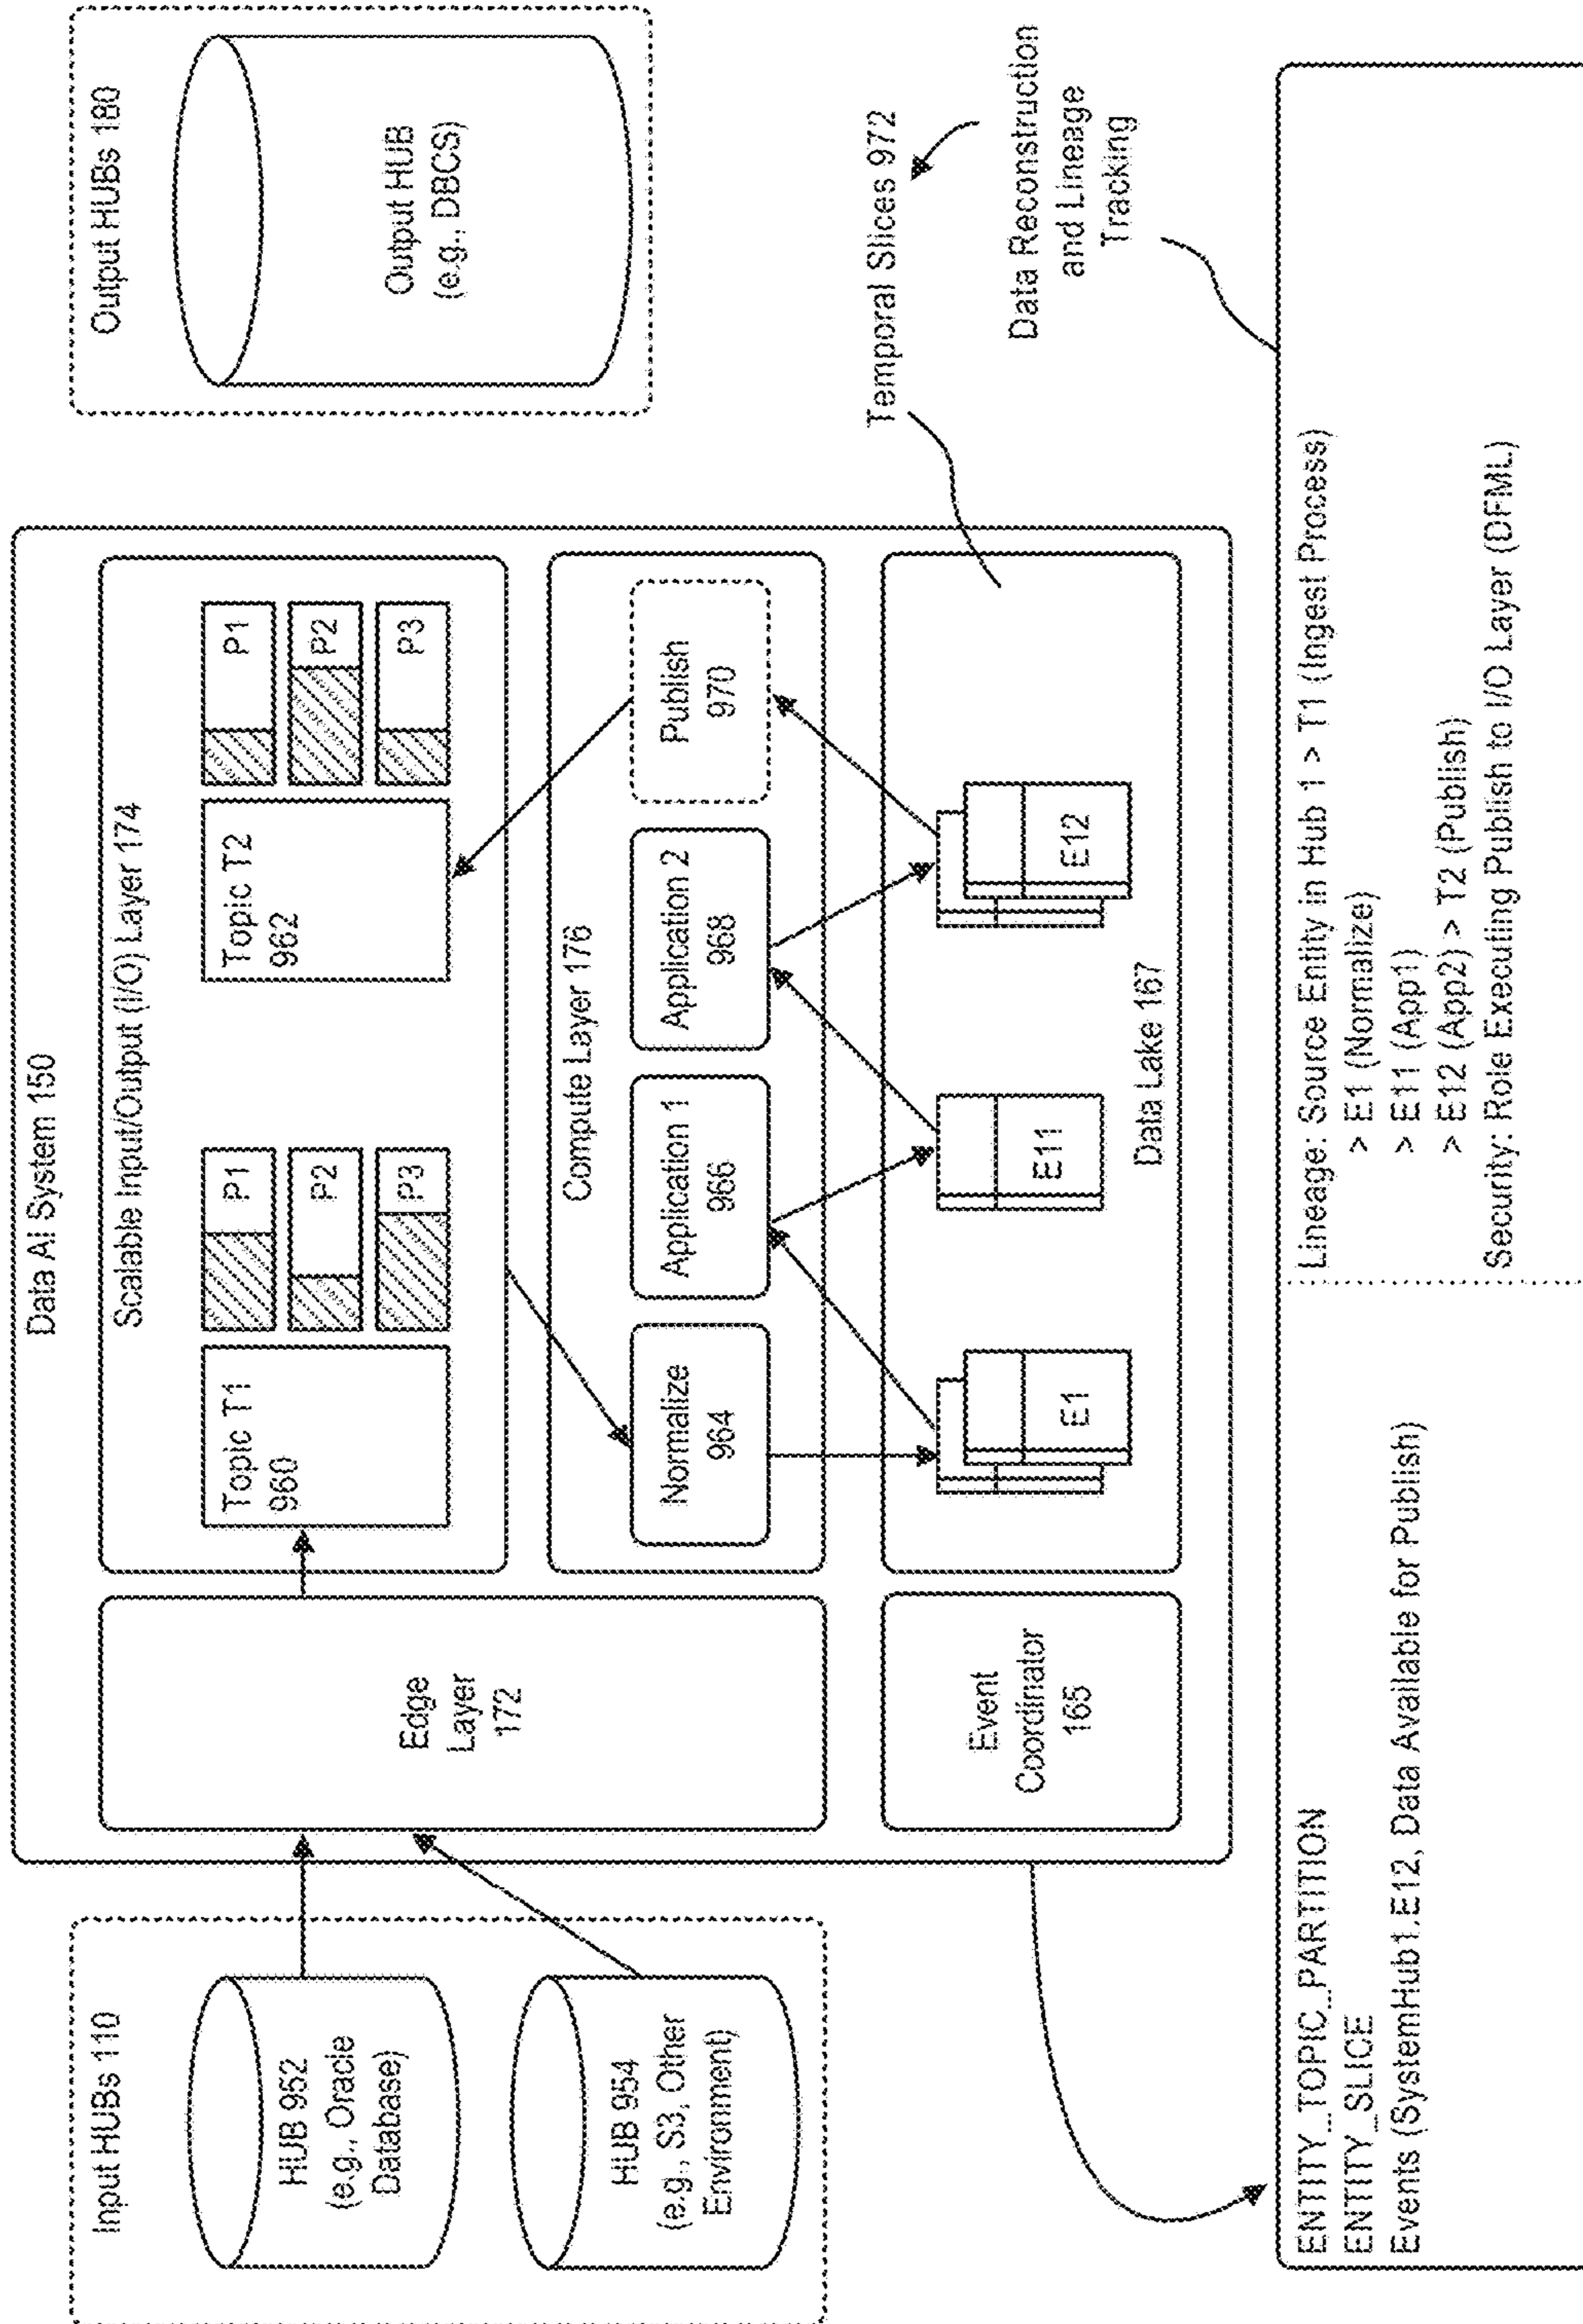 Data AI System 150
Input HUBs 110
HUB 952
(e.g., Oracle
Database)
HUB 954
(e.g., S3, Other
Environment)
Edge
Layer
172
Scalable Input/Output (I/O) Layer 174
Topic T1
960
P1
P2
P3
Topic T2
962
P1
P2
P3
Output HUBs 180
Output HUB
(e.g., DBCS)
Compute Layer 176
Normalize
964
Application 1
966
Application 2
968
Publish
970
Event
Coordinator
165
E1
E11
E12
Data Lake 167
Temporal Slices 972
Data Reconstruction
and Lineage
Tracking
ENTITY_TOPIC_PARTITION
ENTITY_SLICE
Events (SystemHub1.E12, Data Available for Publish)
Lineage: Source Entity in Hub 1 > T1 (Ingest Process)
> E1 (Normalize)
> E11 (App1)
> E12 (App2) > T2 (Publish)
Security: Role Executing Publish to I/O Layer (DFML)